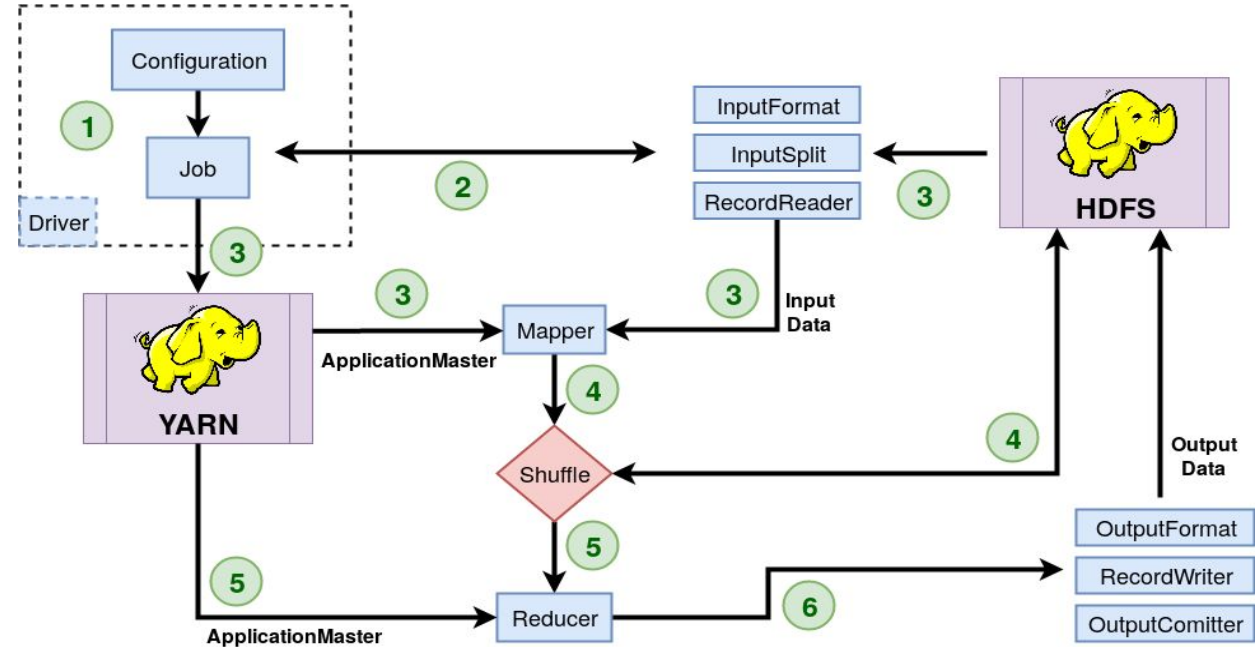 Configuration
1
Job
Driver
2
InputFormat
InputSplit
RecordReader
3
HDFS
3
3
ApplicationMaster
Mapper
3
Input
Data
YARN
4
Shuffle
4
Output
Data
5
ApplicationMaster
5
Reducer
6
OutputFormat
RecordWriter
OutputComitter